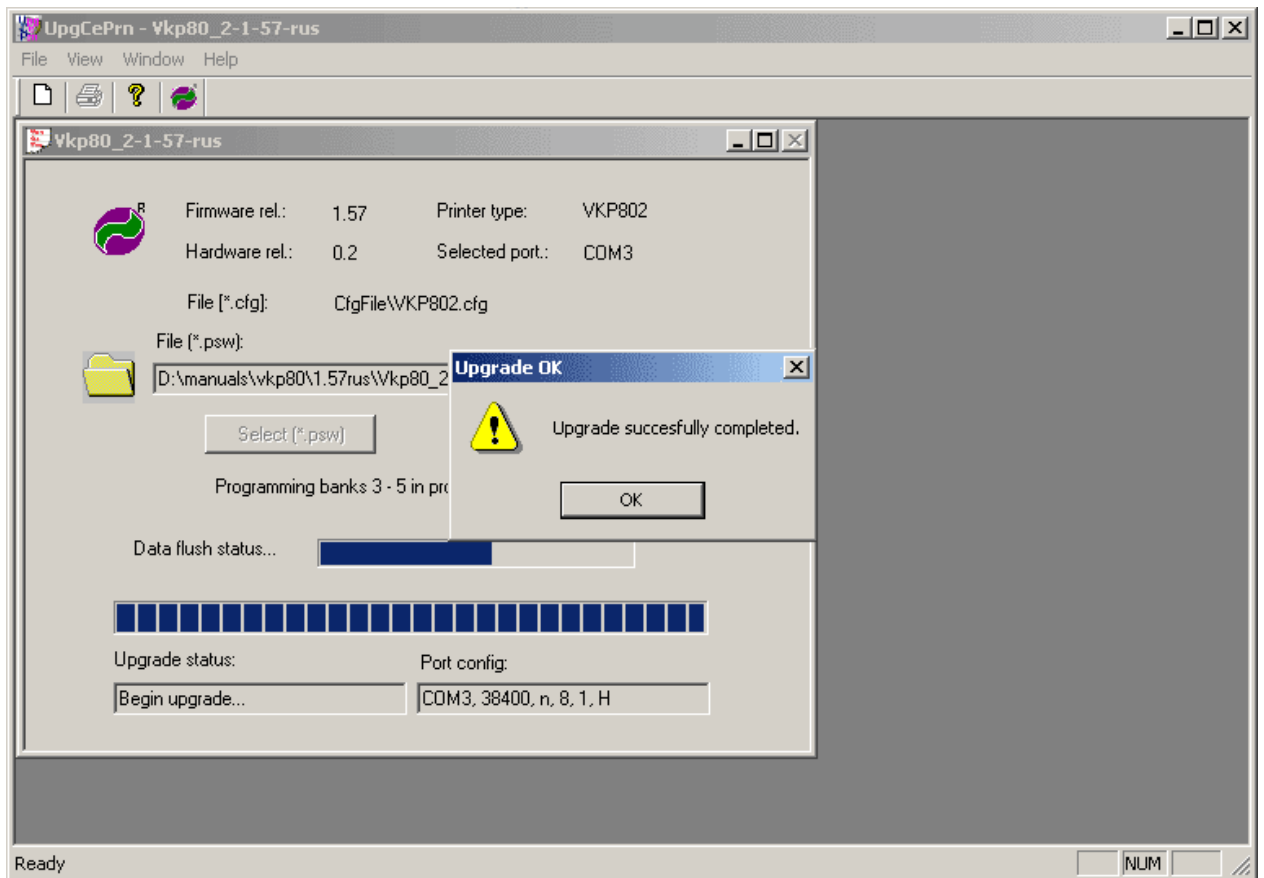 UpgCePrn - Vkp80_2-1-57-rus
File View Window Help
Vkp80_2-1-57-rus
R
Firmware rel.: 1.57 Printer type: VKP802
Hardware rel.: 0.2 Selected port.: COM3
File [*.cfg]: CfgFile\VKP802.cfg
File (*.psw):
D:\manuals\vkp80\1.57rus\Vkp80_2
Upgrade OK
Upgrade succesfully completed.
OK
Select (*.psw)
Programming banks 3 - 5 in pro
Data flush status...
Upgrade status: Port config:
Begin upgrade... COM3, 38400, n, 8, 1, H
Ready NUM